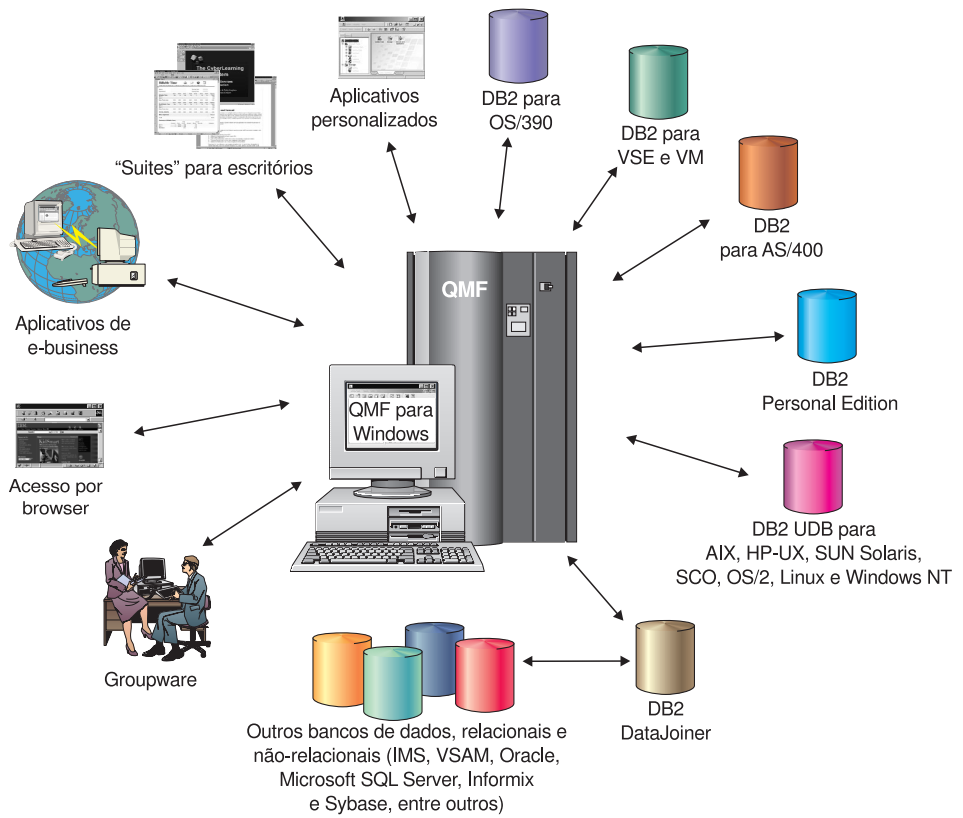 The CyberLearning
Aplicativos
personalizados
DB2 para
OS/390
DB2 para
VSE e VM
“Suites” para escritórios
DB2
para AS/400
QMF
Aplicativos de
e-business
DB2
Personal Edition
QMF para
Windows
Acesso por
browser
DB2 UDB para
AIX, HP-UX, SUN Solaris,
SCO, OS/2, Linux e Windows NT
Groupware
DB2
DataJoiner
Outros bancos de dados, relacionais e
não-relacionais (IMS, VSAM, Oracle,
Microsoft SQL Server, Informix
e Sybase, entre outros)